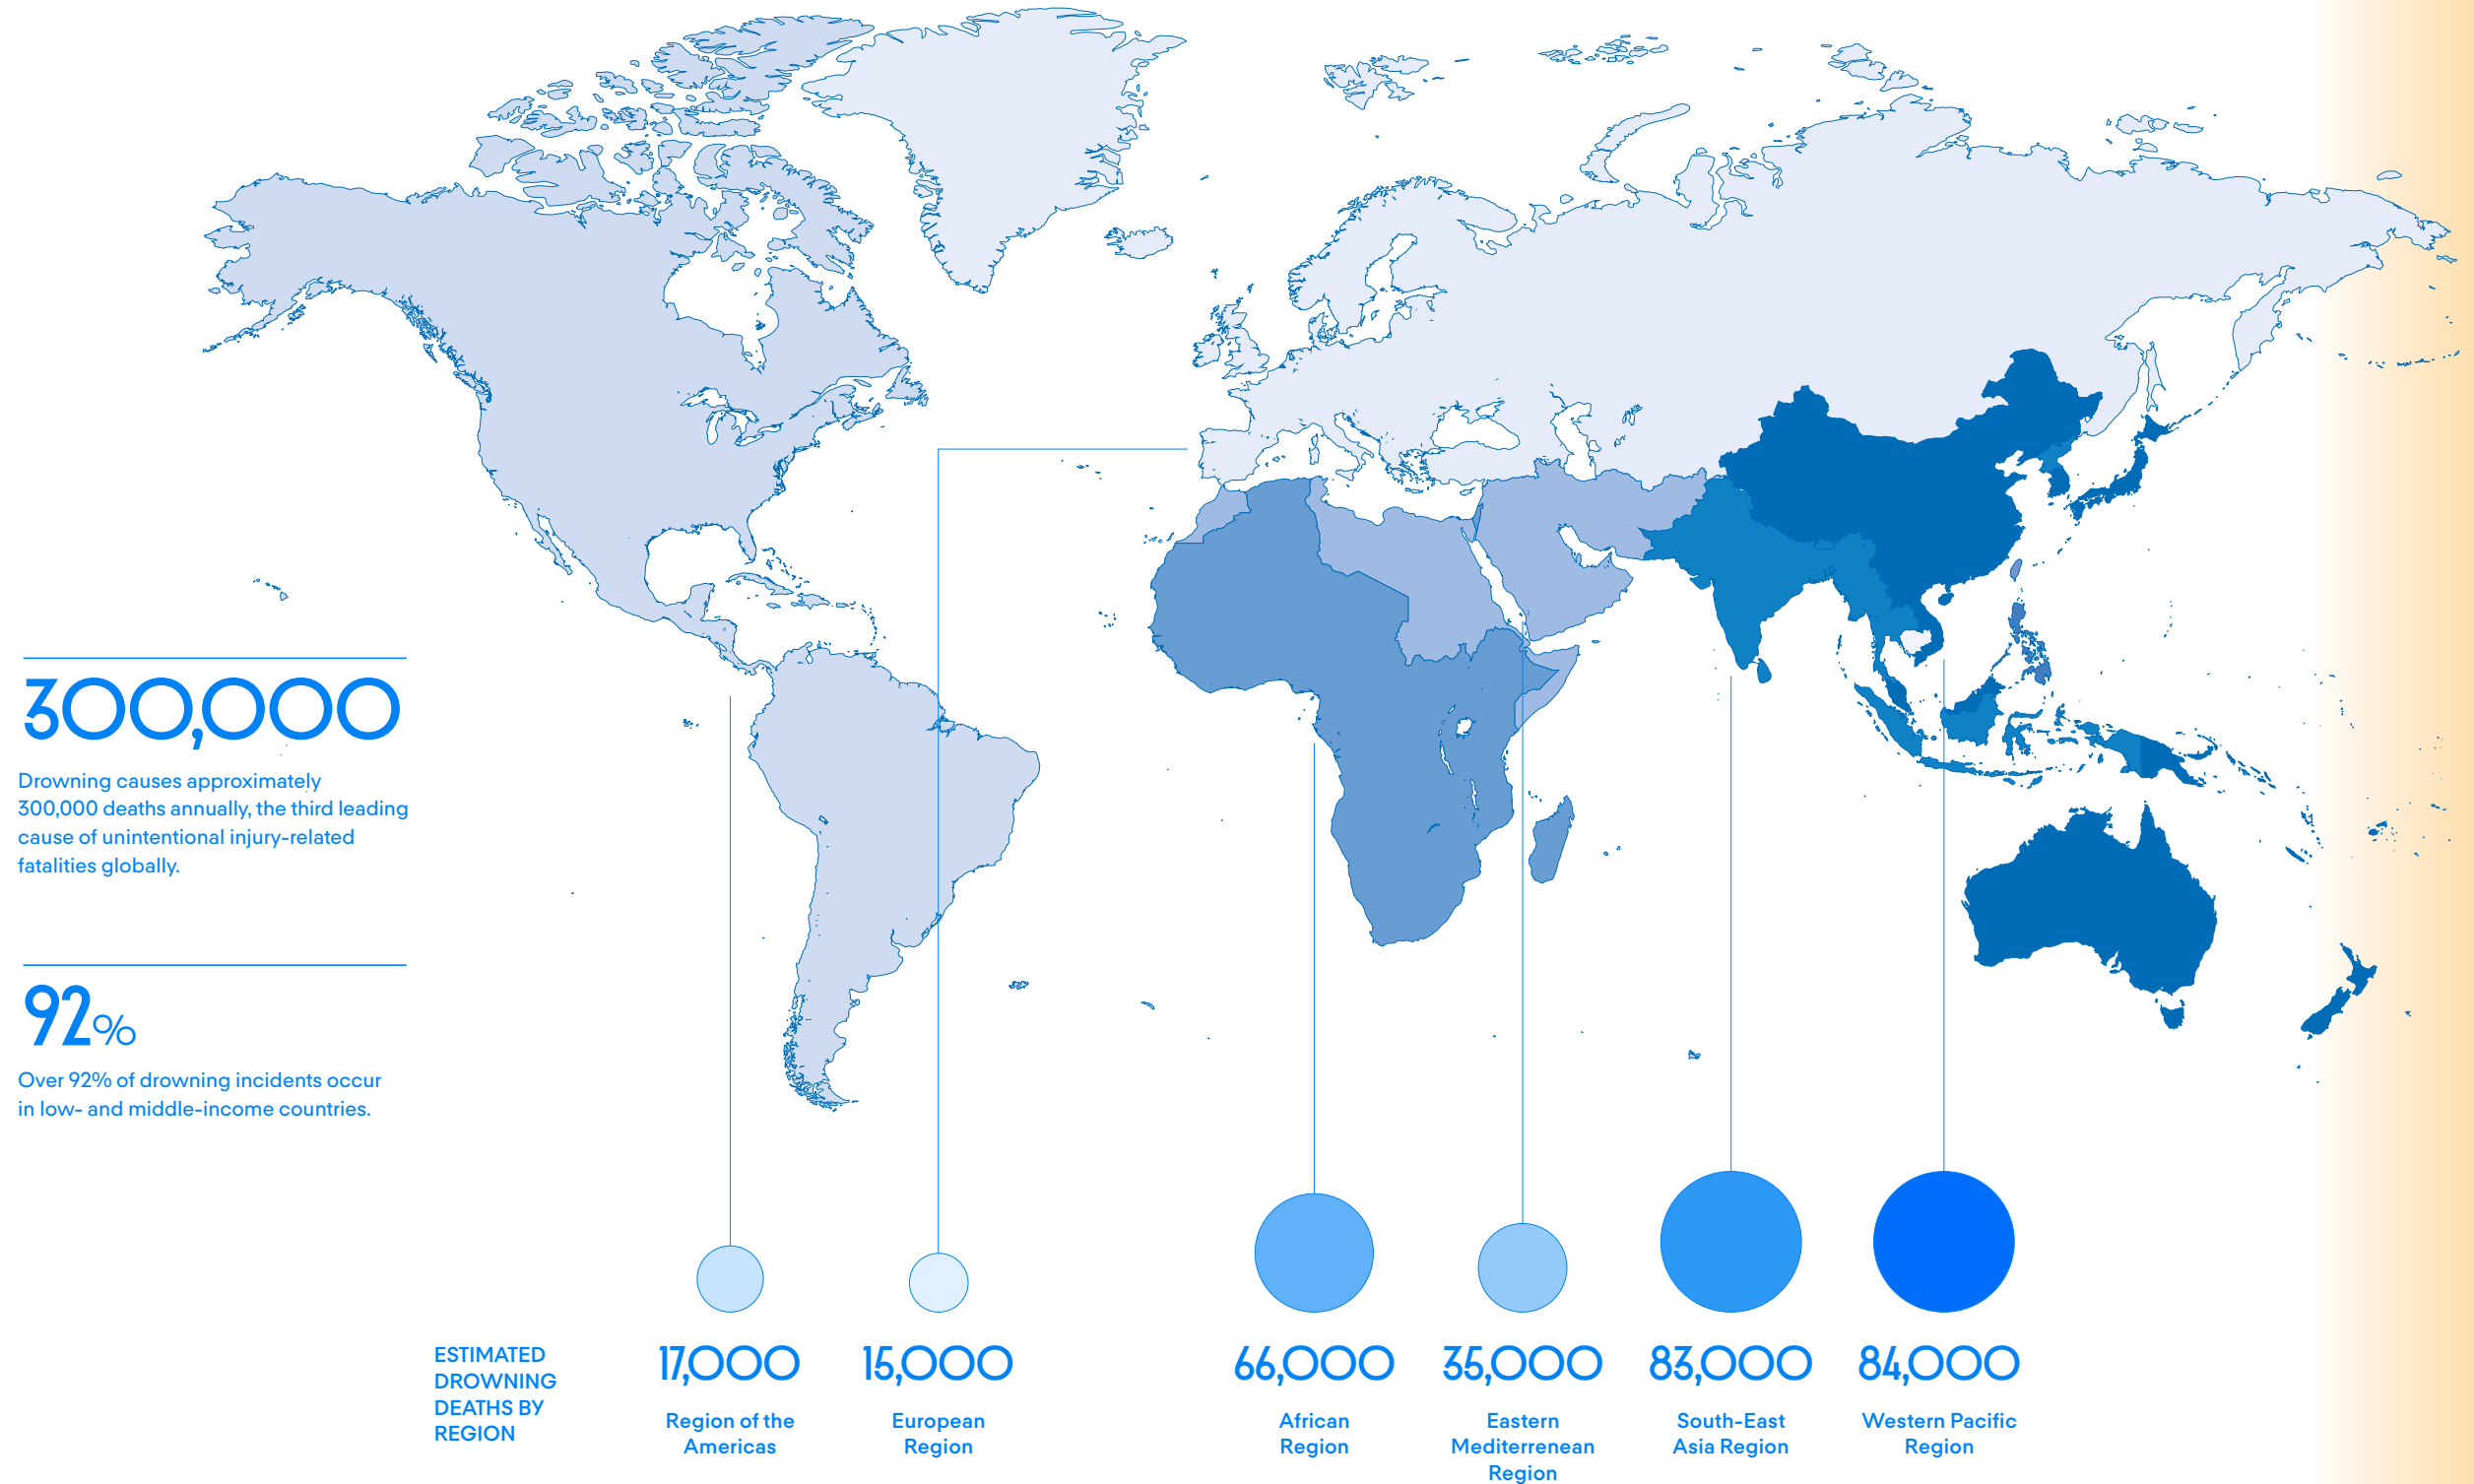 300,000
Drowning causes approximately
300,000 deaths annually, the third leading
cause of unintentional injury-related
fatalities globally.
92%
Over 92% of drowning incidents occur
in low- and middle-income countries.
ESTIMATED
DROWNING
DEATHS BY
REGION
17,000
Region of the
Americas
15,000
European
Region
66,000
African
Region
35,000
Eastern
Mediterrenean
Region
83,000
South-East
Asia Region
84,000
Western Pacific
Region